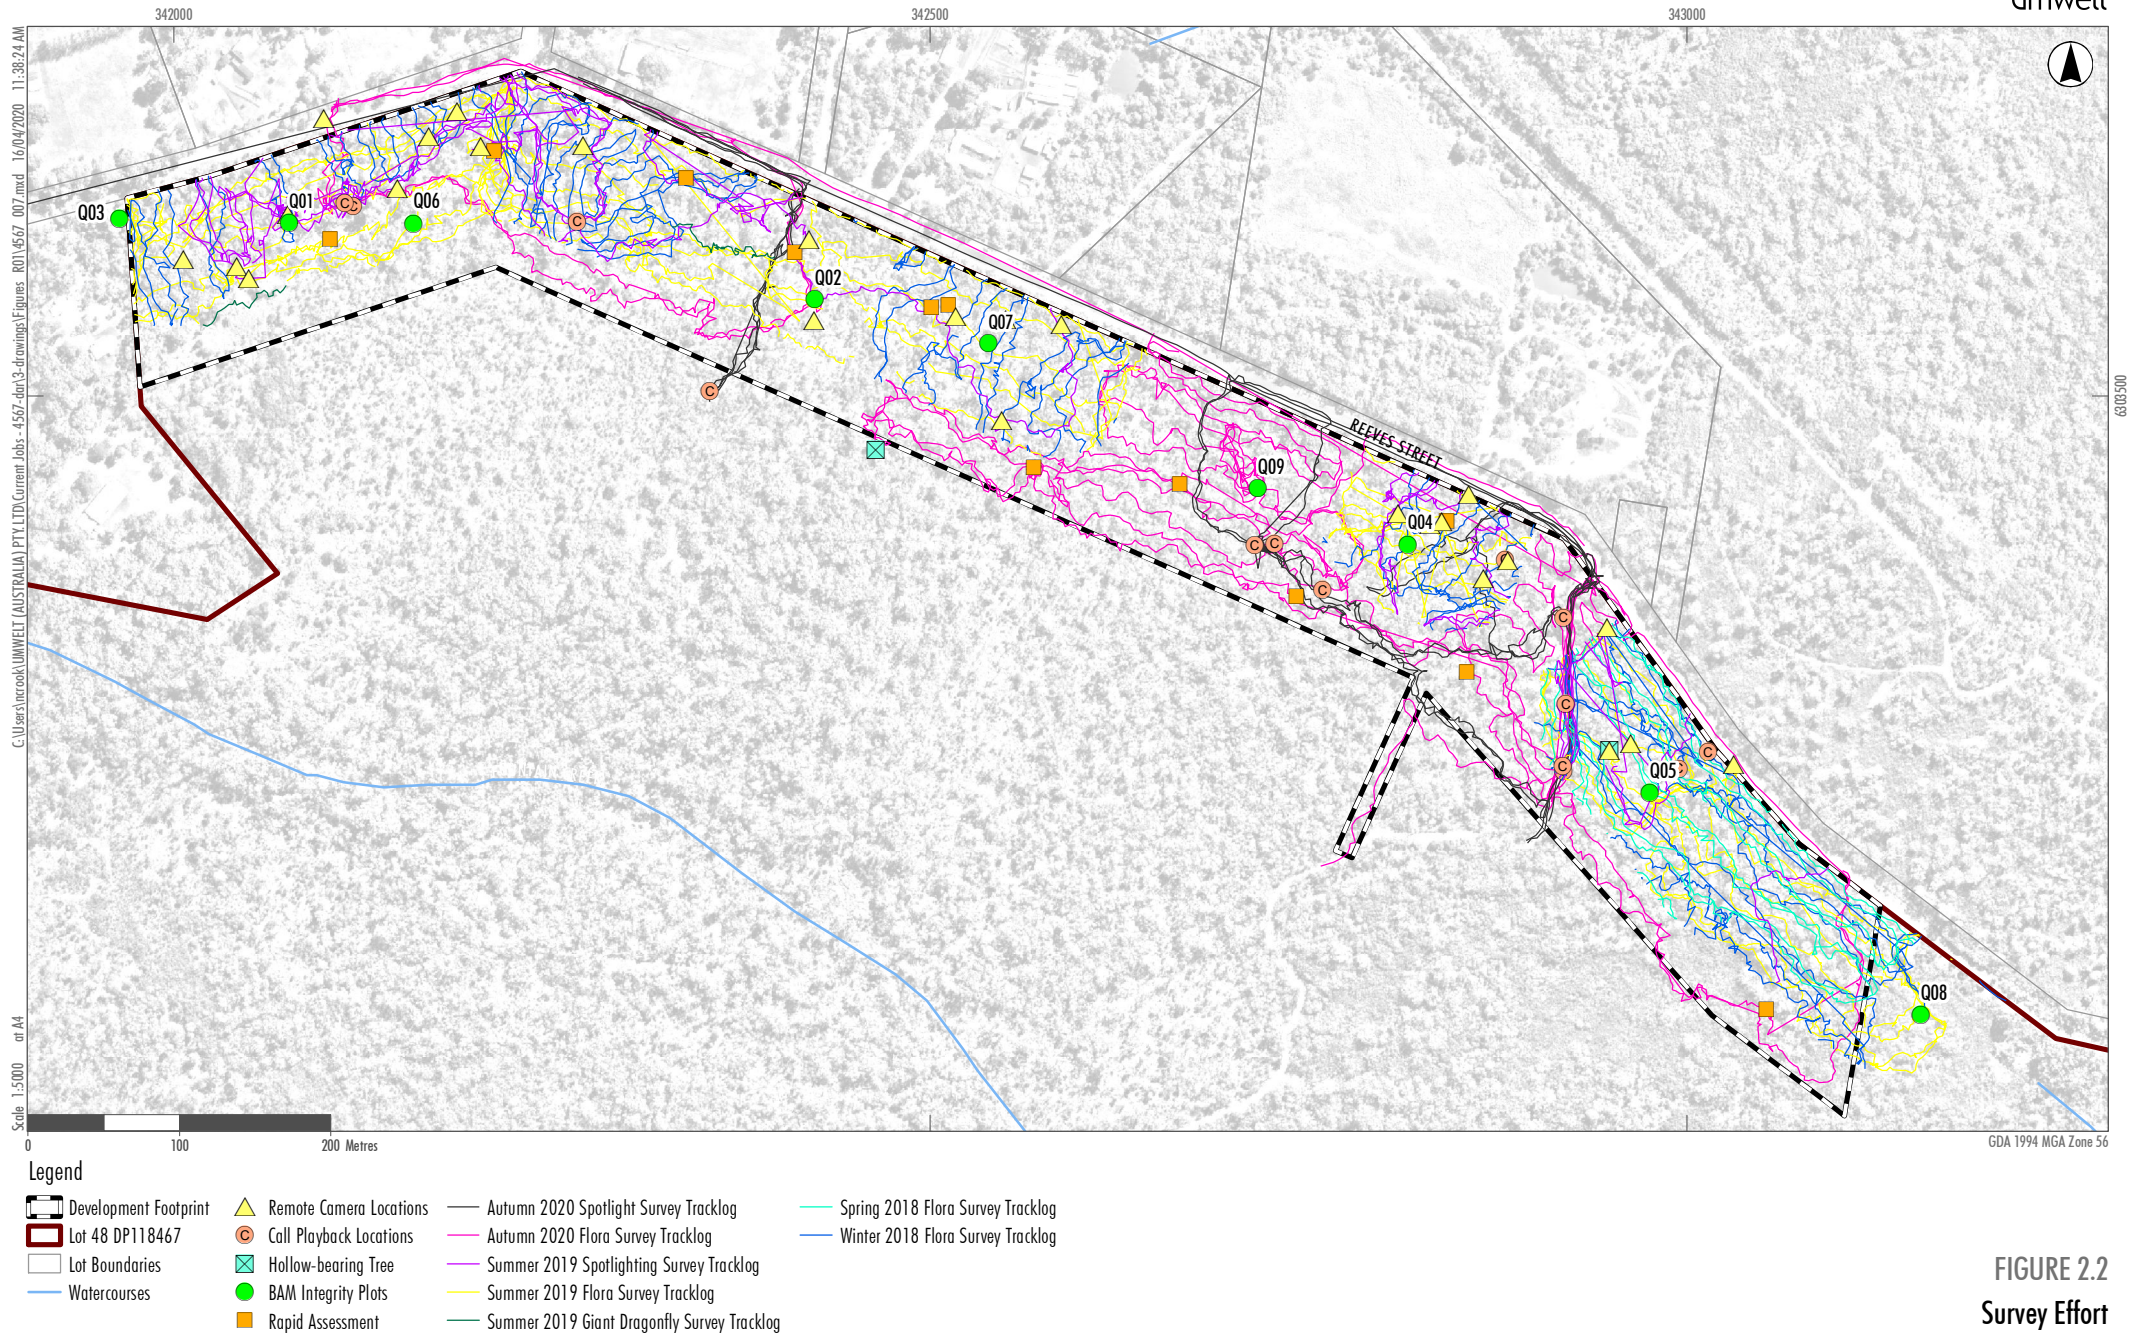 umwelt
342000
342500
343000
6303500
C:\Users\ncrook\UMWELT (AUSTRALIA) PTY. LTD\Current Jobs - 4567-dar\3-drawings\Figures R01\4567_007.mxd 16/04/2020 11:38:24 AM
Scale 1:5000 at A4
Q03
Q01
Q06
Q02
Q07
REEVES STREET
Q09
Q04
Q05
Q08
C
C
C
C
C
C
C
C
C
C
C
0 100 200 Metres
GDA 1994 MGA Zone 56
Legend
Development Footprint
Lot 48 DP118467
Lot Boundaries
Watercourses
Remote Camera Locations
C Call Playback Locations
Hollow-bearing Tree
BAM Integrity Plots
Rapid Assessment
Autumn 2020 Spotlight Survey Tracklog
Autumn 2020 Flora Survey Tracklog
Summer 2019 Spotlighting Survey Tracklog
Summer 2019 Flora Survey Tracklog
Summer 2019 Giant Dragonfly Survey Tracklog
Spring 2018 Flora Survey Tracklog
Winter 2018 Flora Survey Tracklog
FIGURE 2.2
Survey Effort